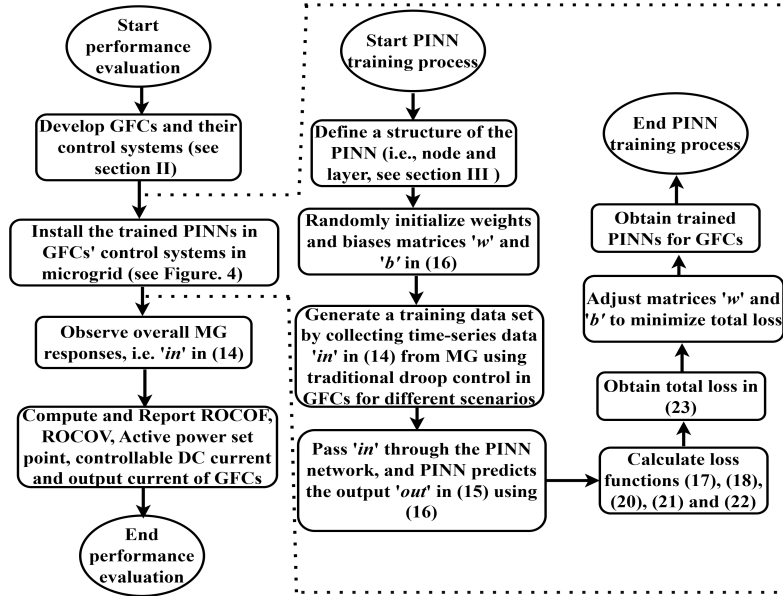 Start
performance
evaluation
Develop GFCs and their
control systems (see
section II)
Install the trained PINNs in
GFCs' control systems in
microgrid (see Figure. 4)
Observe overall MG
responses, i.e. 'in' in (14)
Compute and Report ROCOF,
ROCOV, Active power set
point, controllable DC current
and output current of GFCs
End
performance
evaluation
Start PINN
training process
Define a structure of the
PINN (i.e., node and
layer, see section III )
Randomly initialize weights
and biases matrices 'w' and
'b' in (16)
Generate a training data set
by collecting time-series data
'in' in (14) from MG using
traditional droop control in
GFCs for different scenarios
Pass 'in' through the PINN
network, and PINN predicts
the output 'out' in (15) using
(16)
Calculate loss
functions (17), (18),
(20), (21) and (22)
Obtain total loss in
(23)
Adjust matrices 'w' and
'b' to minimize total loss
Obtain trained
PINNs for GFCs
End PINN
training process